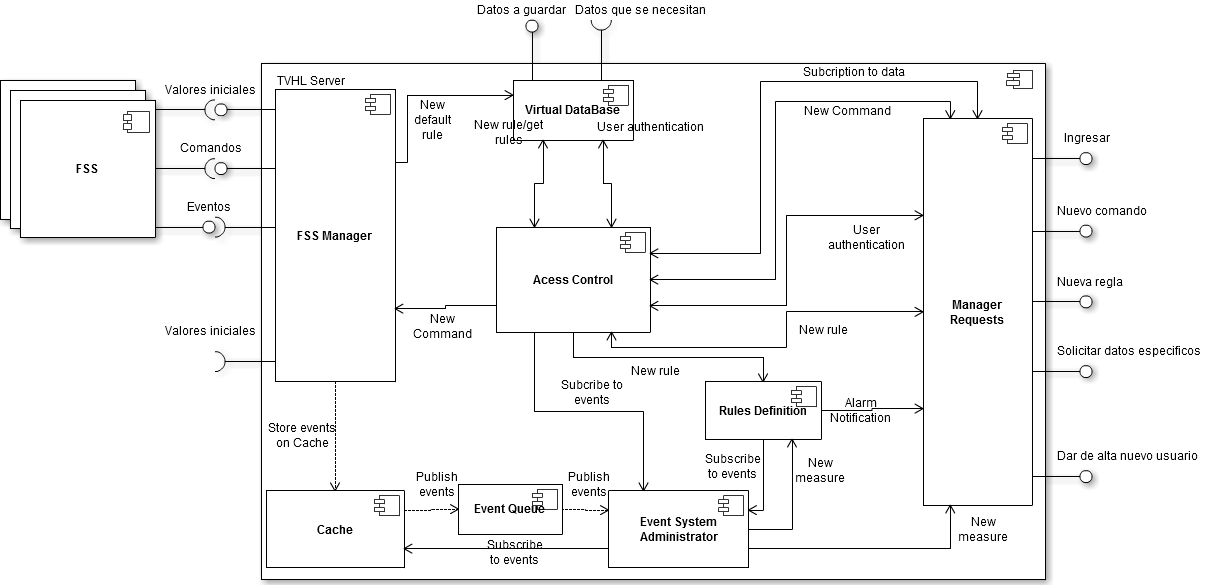 Datos a guardar
Datos que se necesitan
TVHL Server
Subcription to data
Valores iniciales
New
default
rule
Virtual DataBase
New Command
New rule/get
rules
User authentication
Ingresar
Comandos
FSS
Eventos
FSS Manager
Nuevo comando
User
authentication
Acess Control
Nueva regla
Manager
Requests
New
Command
Valores iniciales
New rule
Solicitar datos especificos
New rule
Subcribe to
events
Rules Definition
Alarm
Notification
Store events
on Cache
Subscribe
to events
New
measure
Dar de alta nuevo usuario
Publish
events
Publish
events
Cache
Event Queue
Event System
Administrator
New
measure
Subscribe
to events